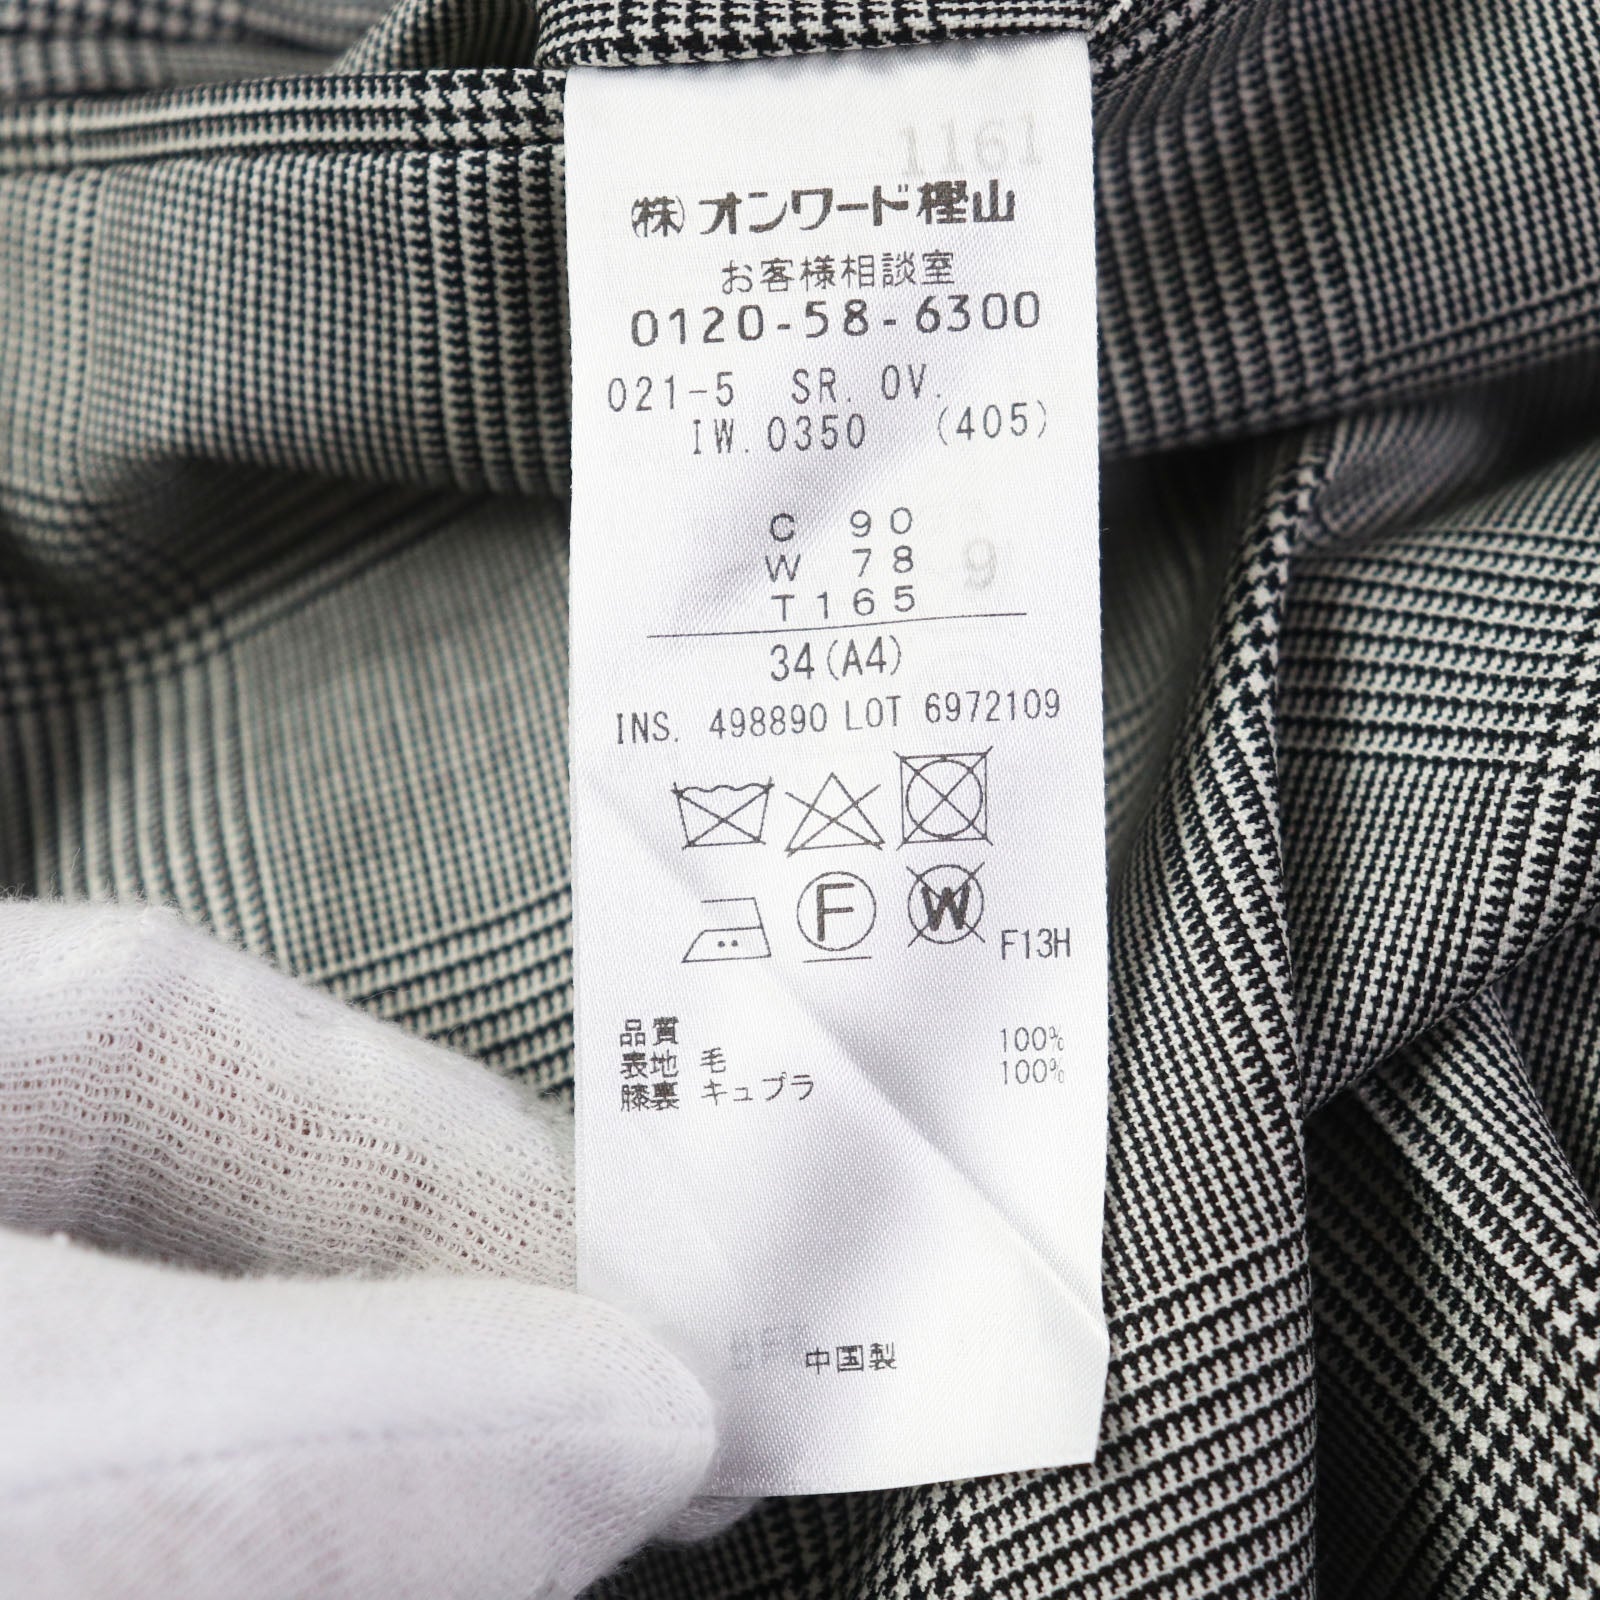 1161
(株)オンワード樫山
お客様相談室
0120-58-6300
021-5 SR. OV.
IW.0350 (405)
C 90
W 78
T165
9
34(A4)
INS. 498890 LOT 6972109
F W F13H
品質
表地 毛 100%
膝裏 キュプラ 100%
中国製